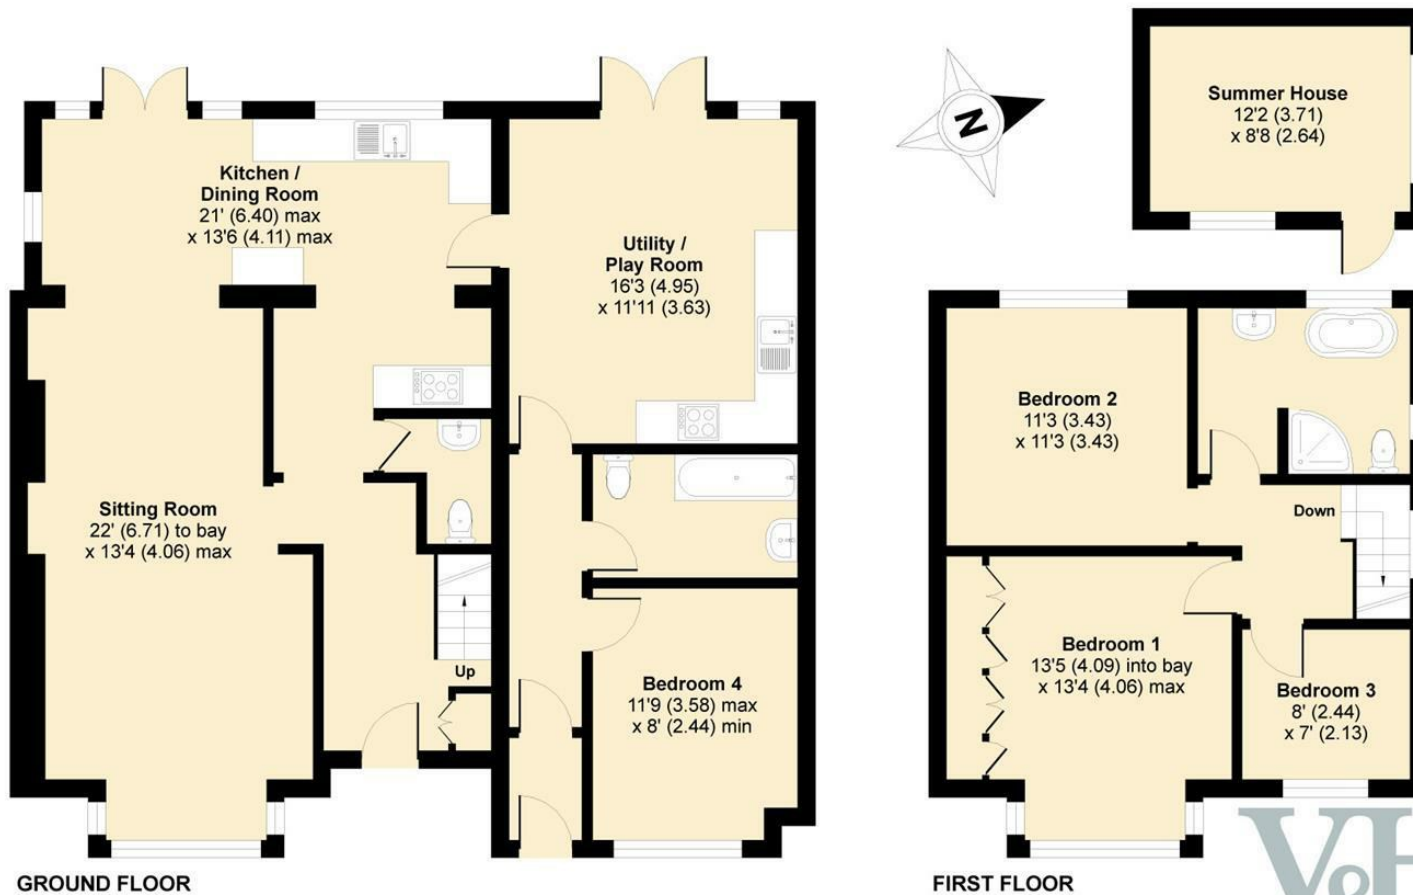 Summer House
12'2 (3.71)
x 8'8 (2.64)
N
Kitchen /
Dining Room
21' (6.40) max
x 13'6 (4.11) max
Utility /
Play Room
16'3 (4.95)
x 11'11 (3.63)
Sitting Room
22' (6.71) to bay
x 13'4 (4.06) max
Up
Bedroom 4
11'9 (3.58) max
x 8' (2.44) min
GROUND FLOOR
Bedroom 2
11'3 (3.43)
x 11'3 (3.43)
Down
Bedroom 1
13'5 (4.09) into bay
x 13'4 (4.06) max
Bedroom 3
8' (2.44)
x 7' (2.13)
FIRST FLOOR